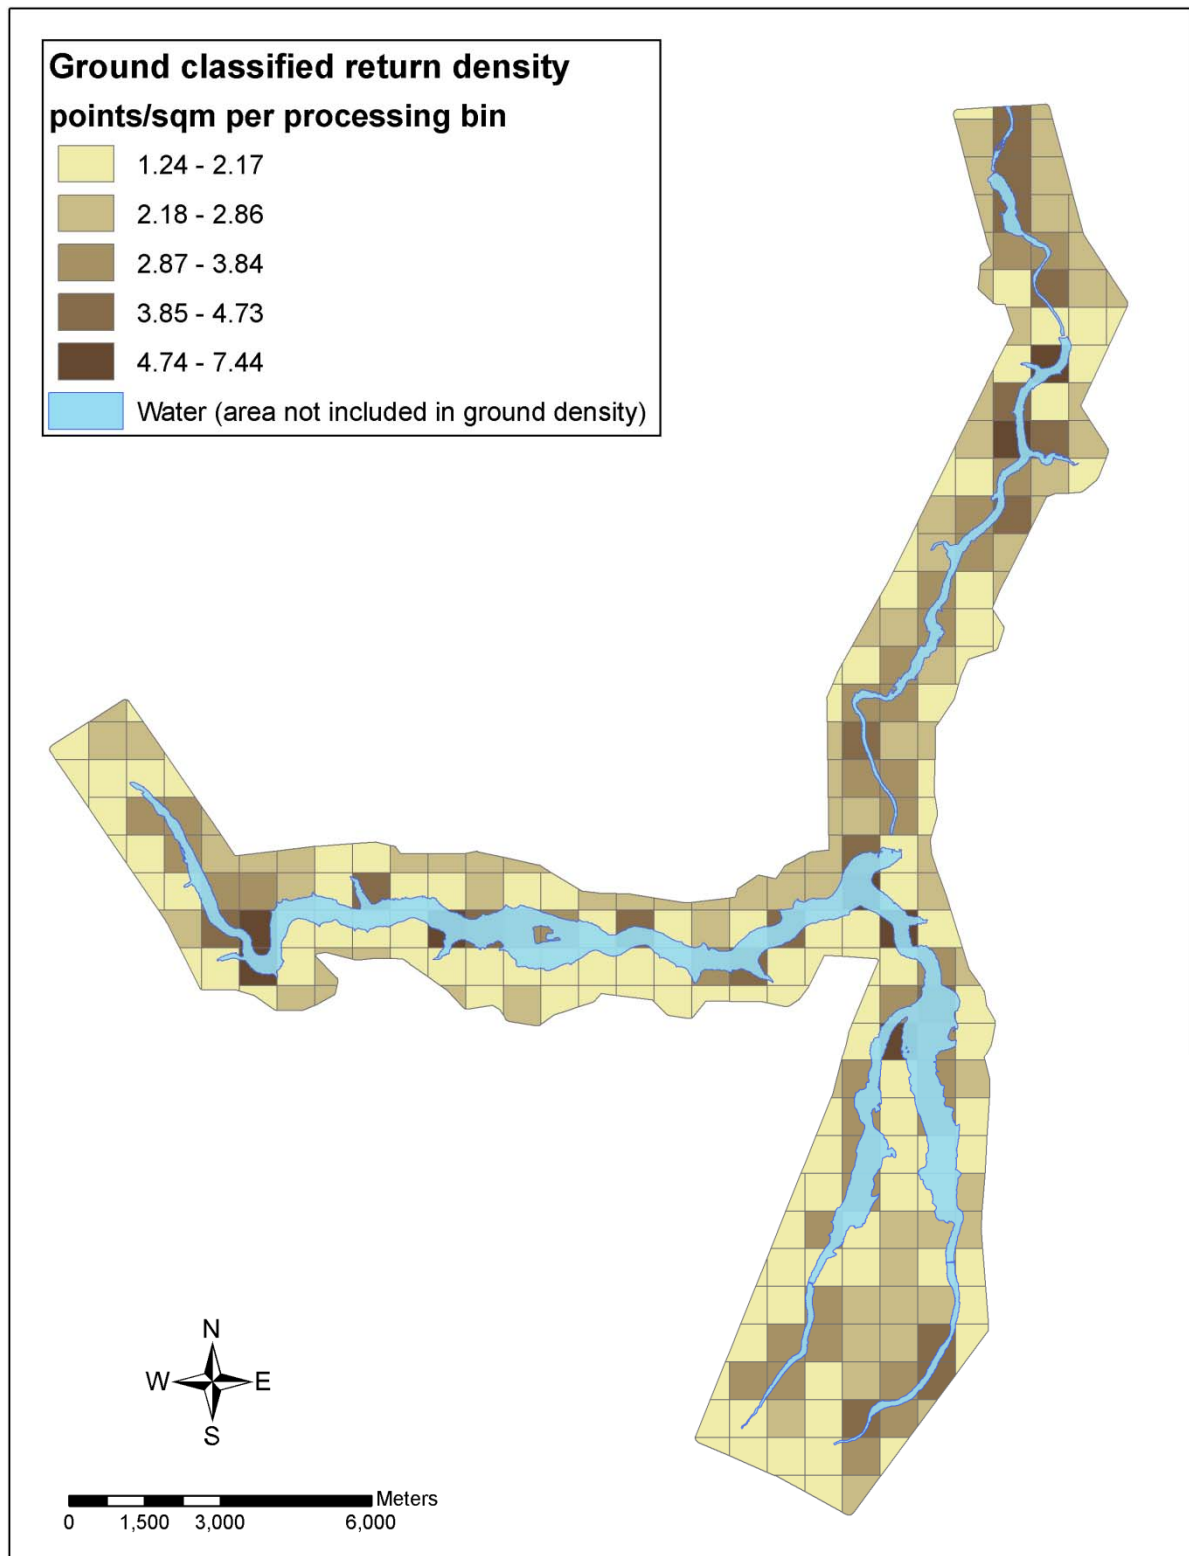 Ground classified return density
points/sqm per processing bin
1.24 - 2.17
2.18 - 2.86
2.87 - 3.84
3.85 - 4.73
4.74 - 7.44
Water (area not included in ground density)
N
W E
S
Meters
0 1,500 3,000 6,000